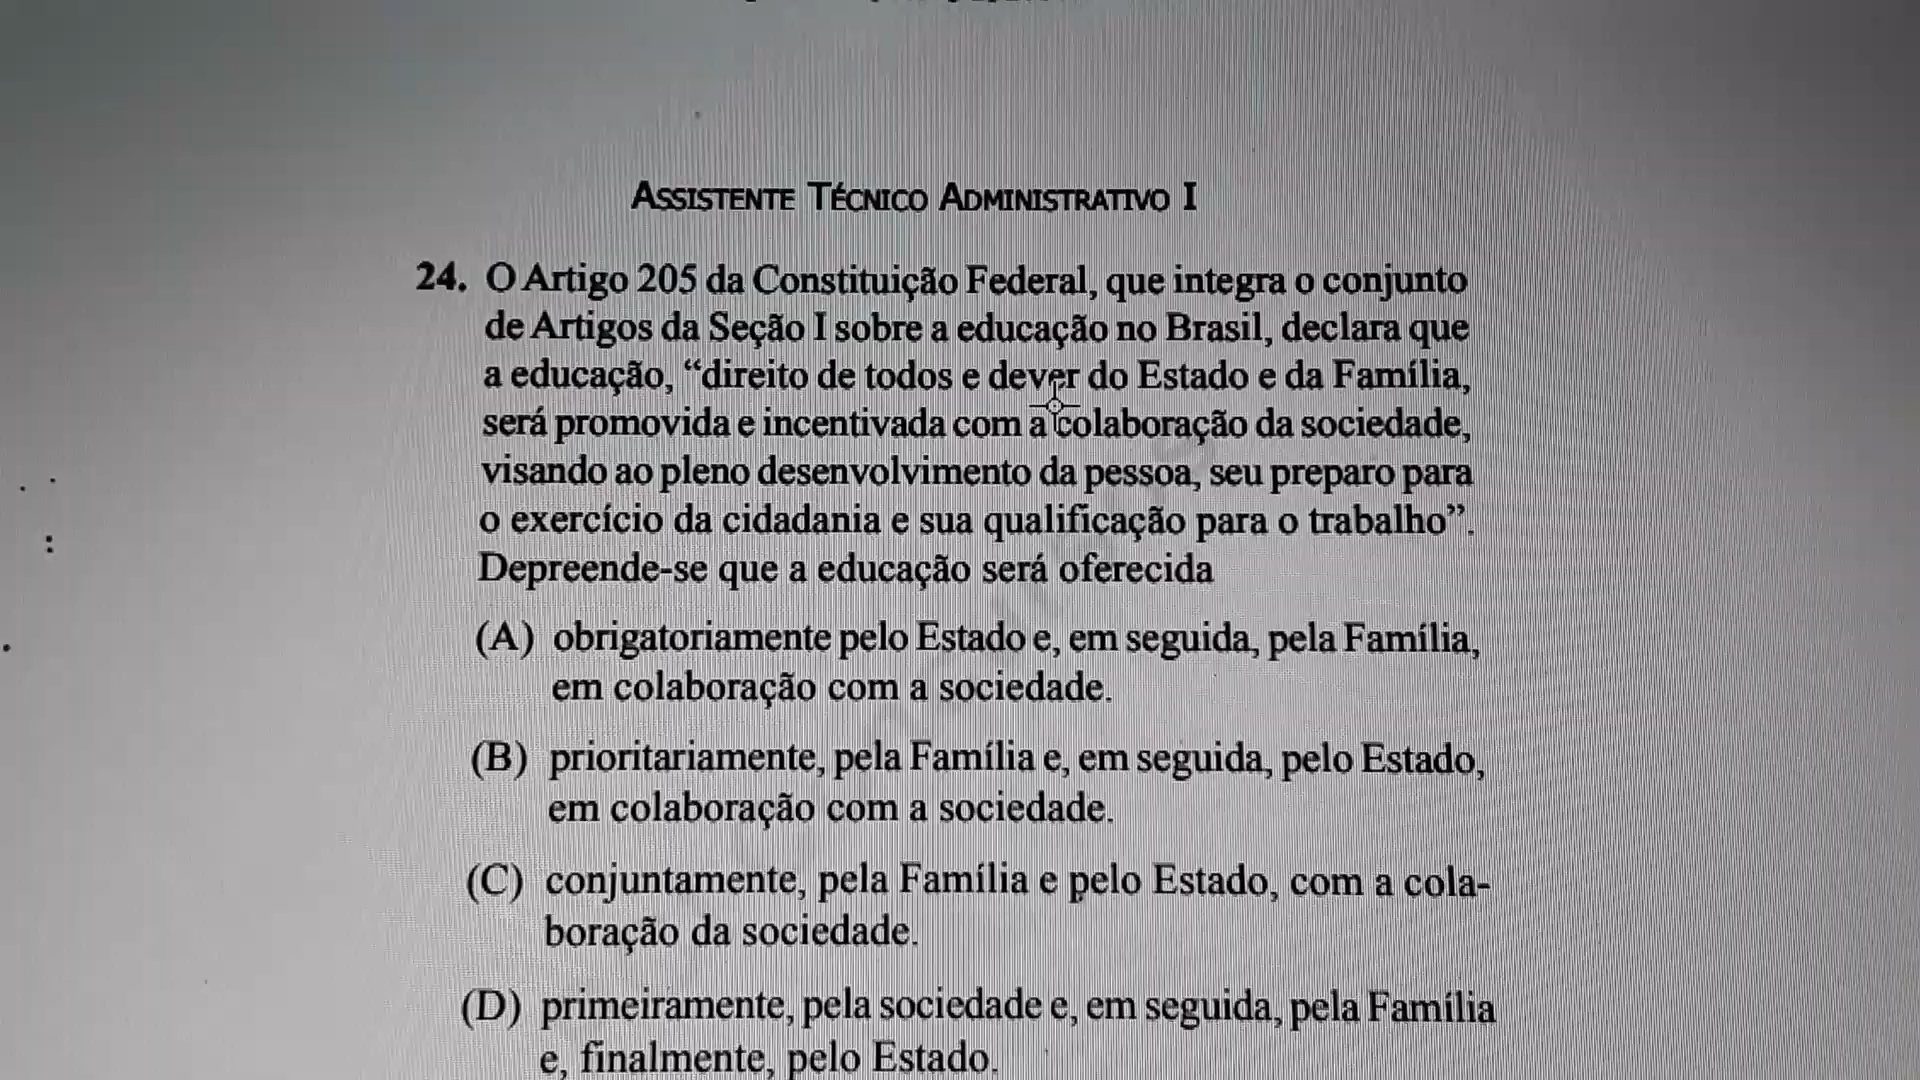 ASSISTENTE TÉCNICO ADMINISTRATIVO I
24. O Artigo 205 da Constituição Federal, que integra o conjunto
de Artigos da Seção I sobre a educação no Brasil, declara que
a educação, “direito de todos e dever do Estado e da Família,
será promovida e incentivada com a colaboração da sociedade,
visando ao pleno desenvolvimento da pessoa, seu preparo para
o exercício da cidadania e sua qualificação para o trabalho”.
Depreende-se que a educação será oferecida
(A) obrigatoriamente pelo Estado e, em seguida, pela Família,
em colaboração com a sociedade.
(B) prioritariamente, pela Família e, em seguida, pelo Estado,
em colaboração com a sociedade.
(C) conjuntamente, pela Família e pelo Estado, com a cola-
boração da sociedade.
(D) primeiramente, pela sociedade e, em seguida, pela Família
e, finalmente, pelo Estado.